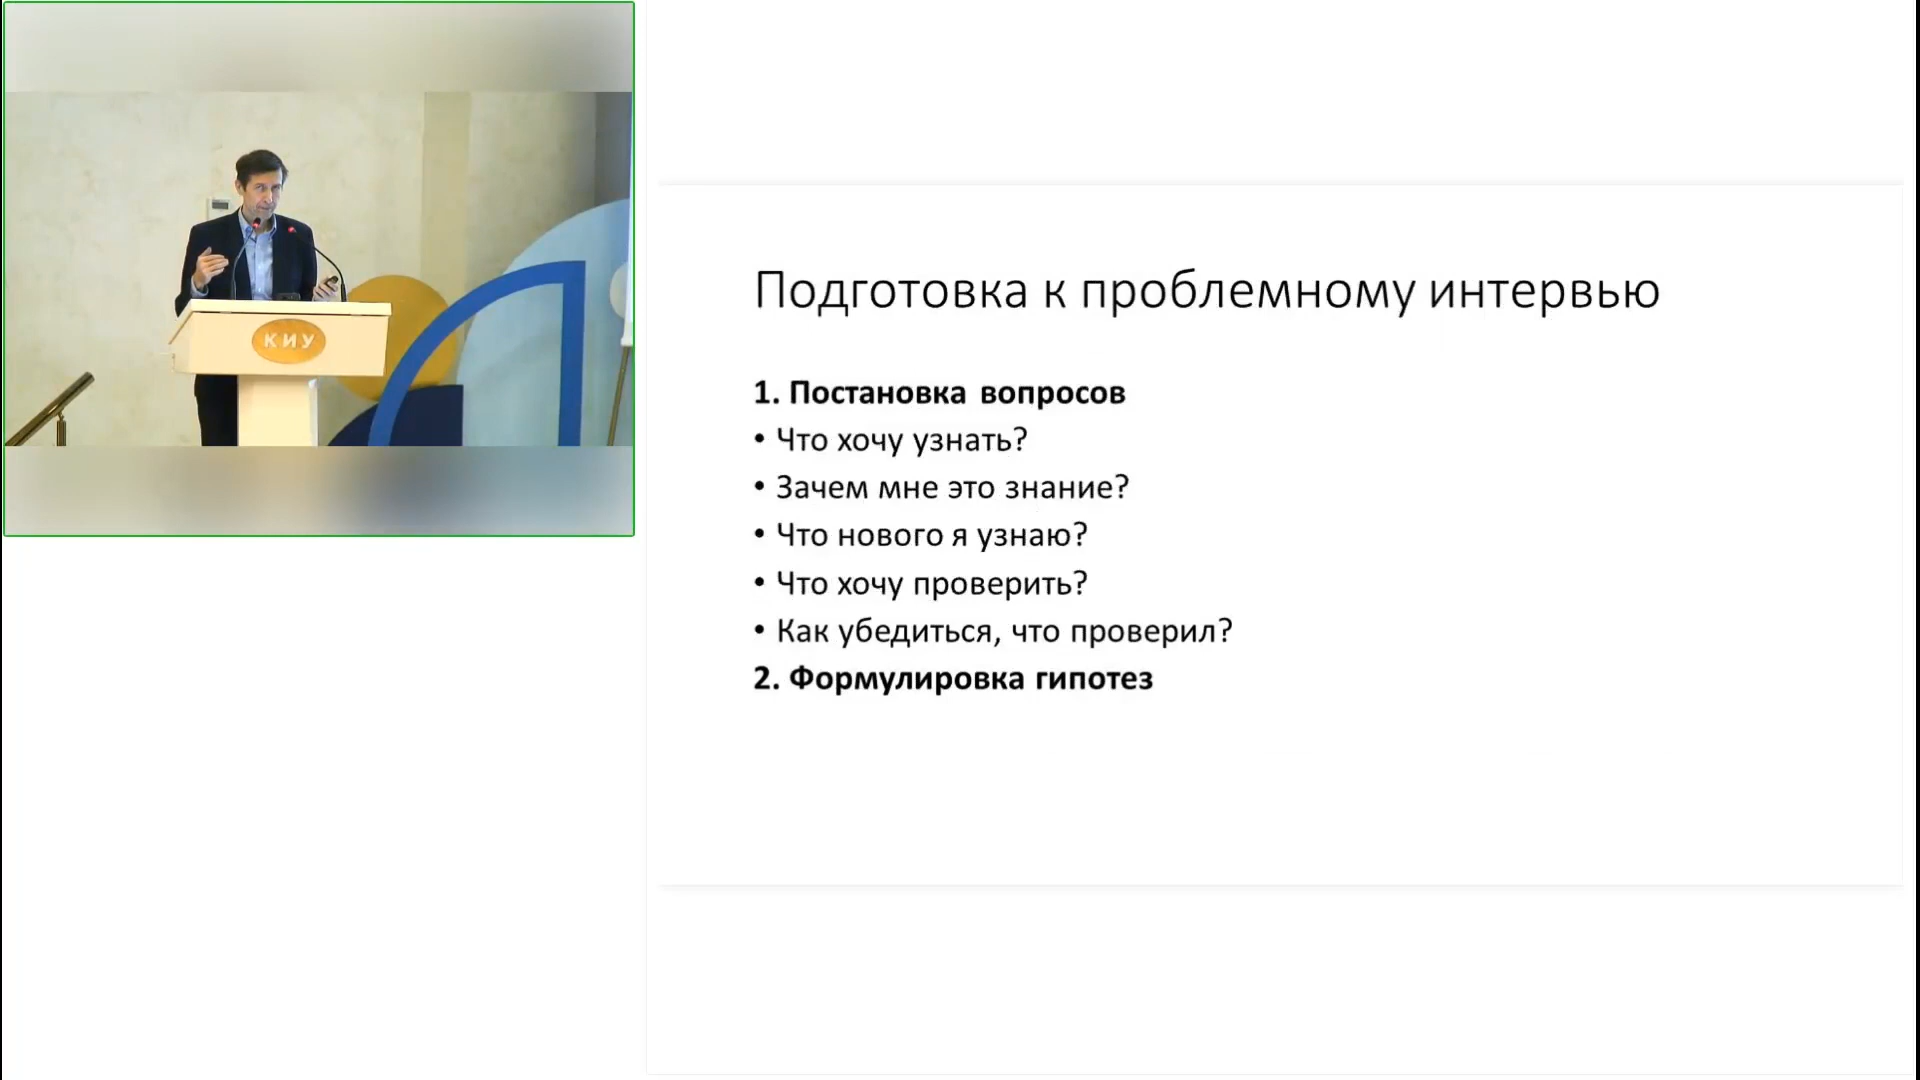 КИУ
Подготовка к проблемному интервью
1. Постановка вопросов
• Что хочу узнать?
• Зачем мне это знание?
• Что нового я узнаю?
• Что хочу проверить?
• Как убедиться, что проверил?
2. Формулировка гипотез